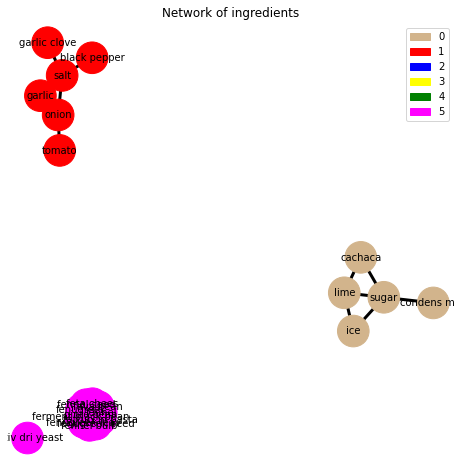 Network of ingredients
garlic clove
black pepper
salt
garlic
onion
tomato
0
1
2
3
4
5
cachaca
lime
sugar
condens m
ice
iv dri yeast